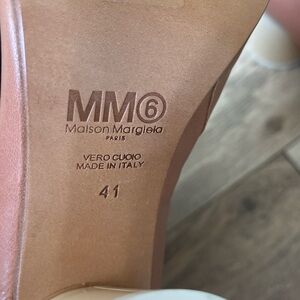 MM⑥
Maison Margiela
PARIS
VERO CUOIO
MADE IN ITALY
41